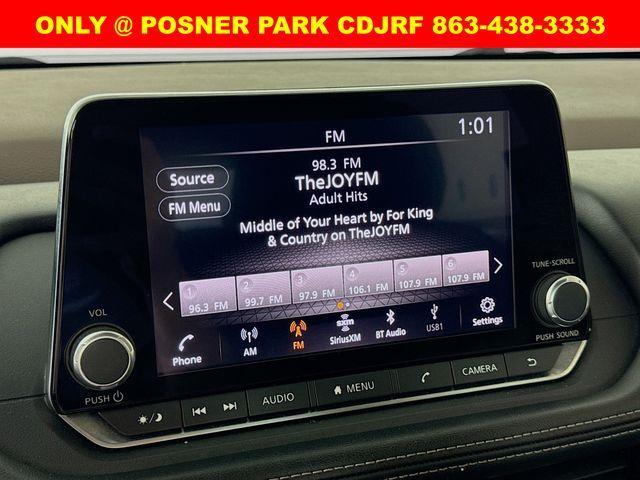 ONLY @ POSNER PARK CDJRF 863-438-3333
FM
1:01
98.3 FM
TheJOYFM
Adult Hits
Source
FM Menu
Middle of Your Heart by For King
& Country on TheJOYFM
1 2 3 4 5 6
96.3 FM 99.7 FM 97.9 FM 106.1 FM 107.9 FM 107.9 FM
Phone
AM
FM
sxm
SiriusXM
BT Audio
USB1
Settings
VOL
PUSH
TUNE·SCROLL
PUSH SOUND
AUDIO
MENU
CAMERA